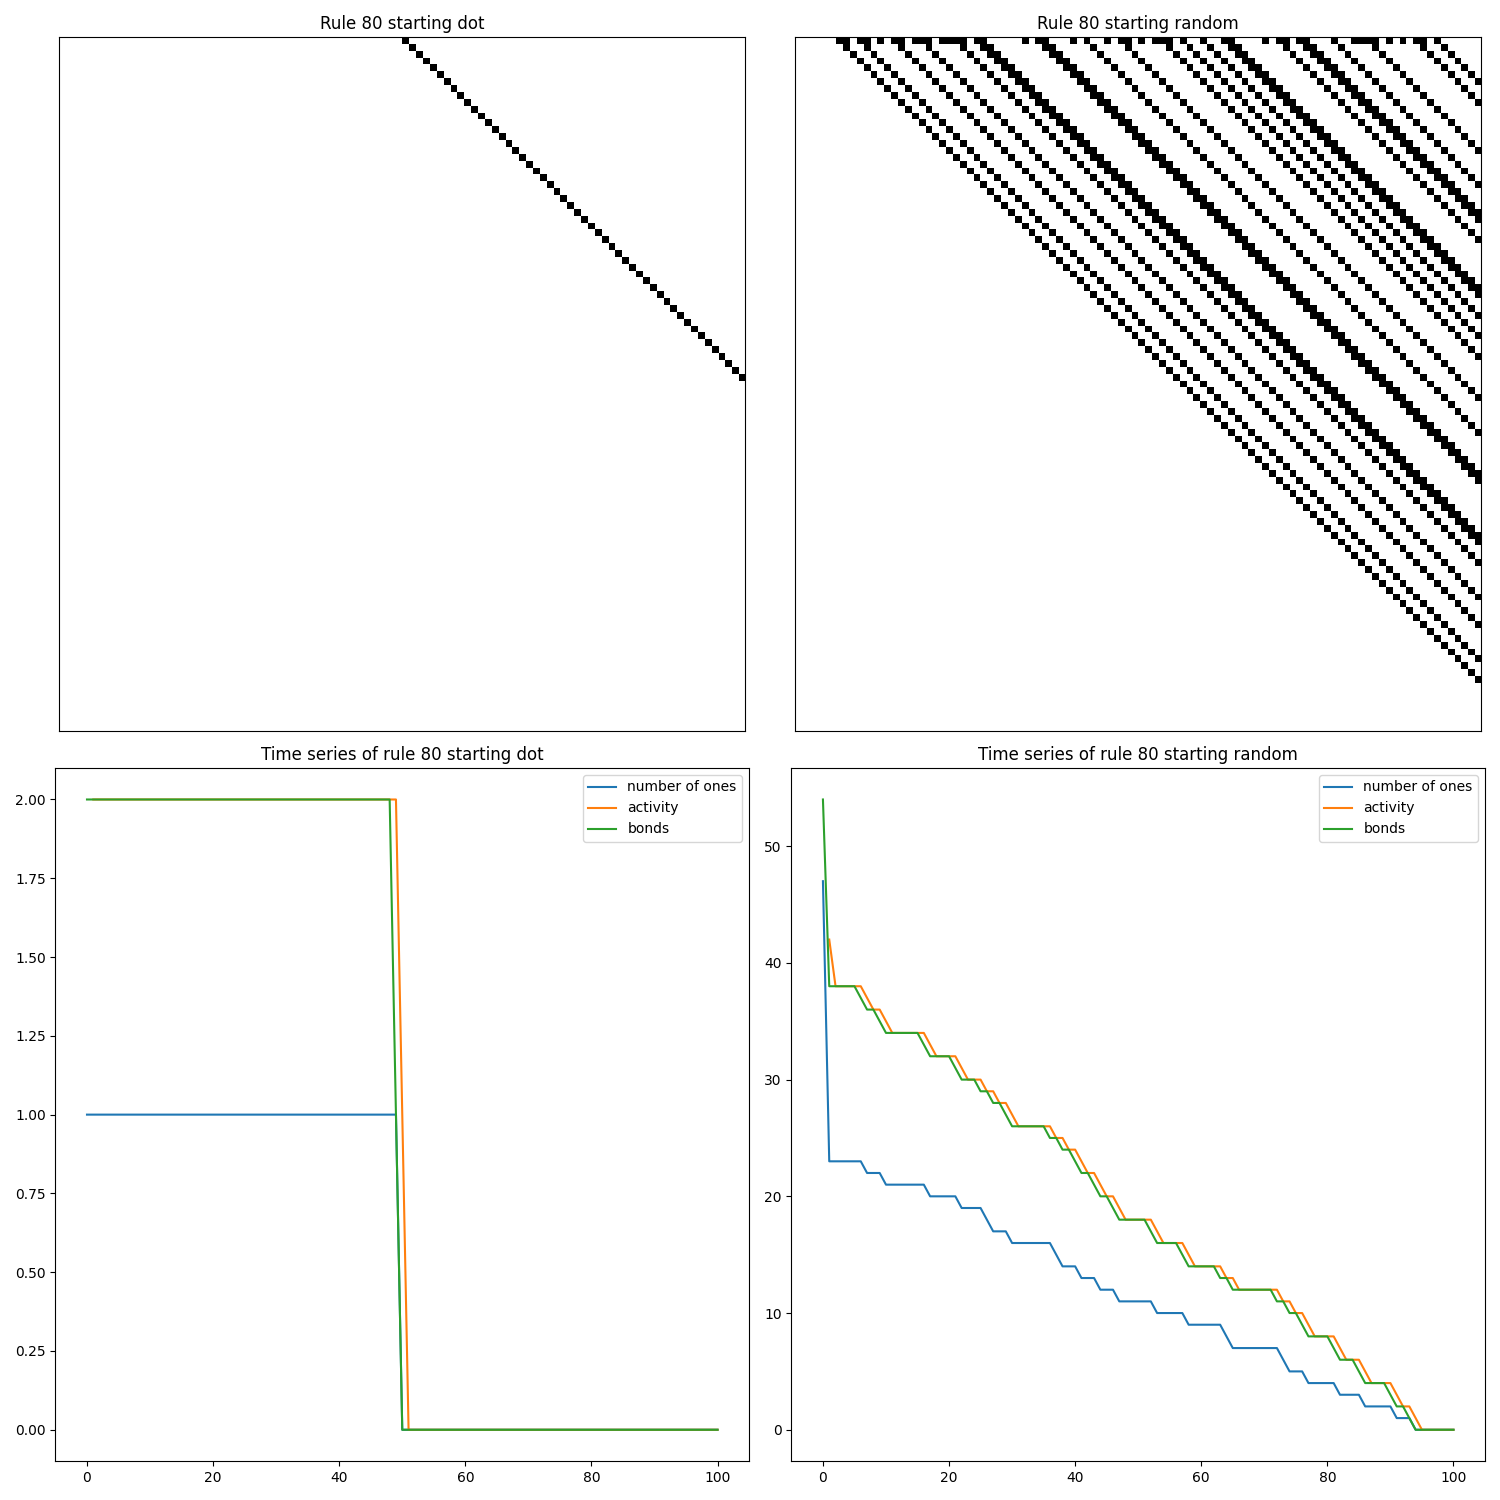 Rule 80 starting dot
Rule 80 starting random
Time series of rule 80 starting dot
2.00
1.75
1.50
1.25
1.00
0.75
0.50
0.25
0.00
0 20 40 60 80 100
number of ones
activity
bonds
Time series of rule 80 starting random
50
40
30
20
10
0
0 20 40 60 80 100
number of ones
activity
bonds